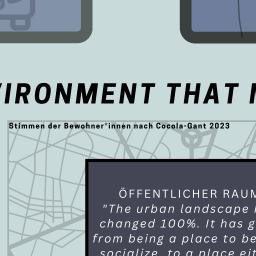 VIRONMENT THAT
Stimmen der Bewohner*innen nach Cocola-Gant 2023
ÖFFENTLICHER RAUM
"The urban landscape
changed 100%. It has g
from being a place to be
socialize, to a place eit